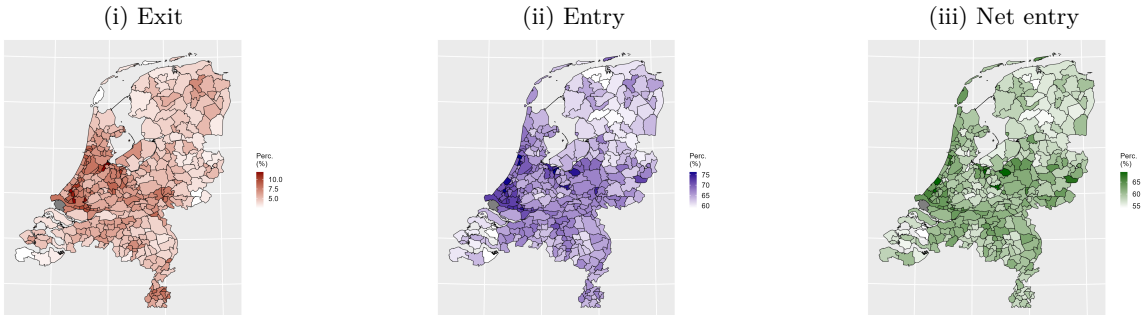 (i) Exit
(ii) Entry
(iii) Net entry
Perc.
(%)
10.0
7.5
5.0
Perc.
(%)
75
70
65
60
Perc.
(%)
65
60
55